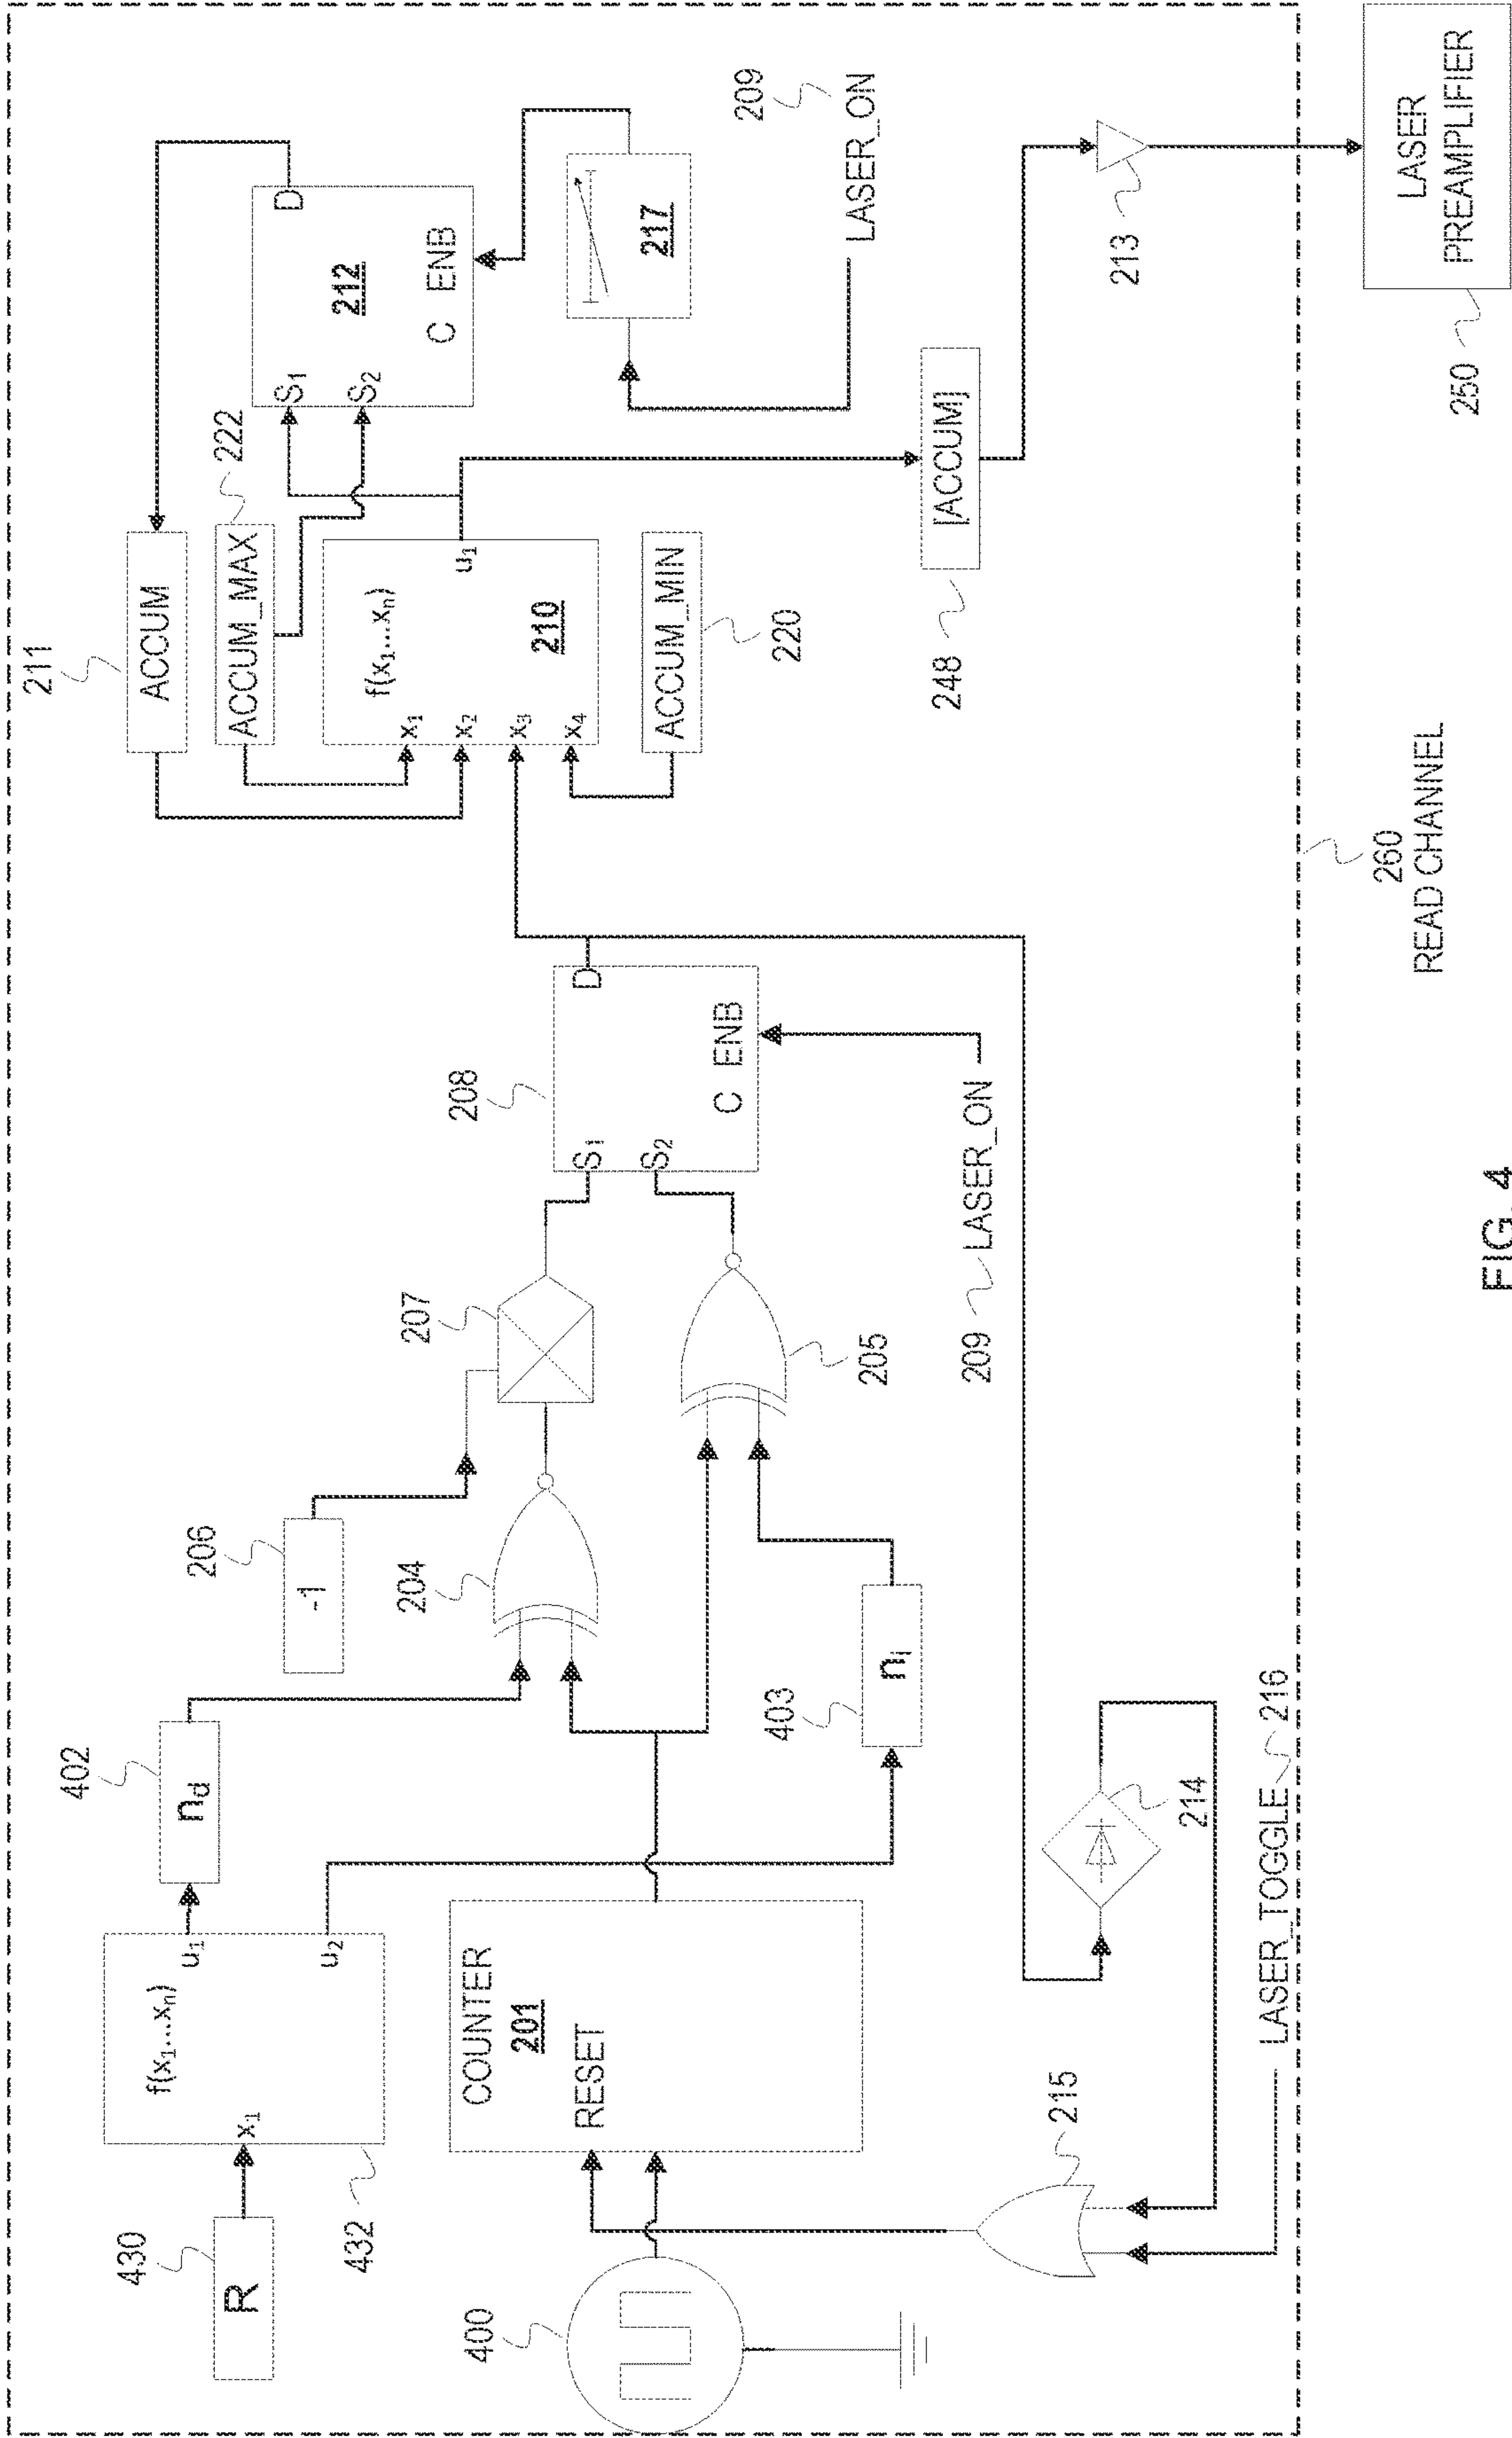 430
R
432
x1
f(x1...xn)
u1
u2
402
nd
206
-1
204
207
400
COUNTER
201
RESET
403
nI
205
208
S1
S2
D
C ENB
209 LASER_ON
215
214
LASER_TOGGLE 216
211
ACCUM
222
ACCUM_MAX
f(x1...xn)
x1
x2
x3
x4
u1
210
ACCUM_MIN
220
S1
S2
D
212
C ENB
217
209
LASER_ON
[ACCUM]
248
213
LASER
PREAMPLIFIER
250
260
READ CHANNEL
FIG. 4